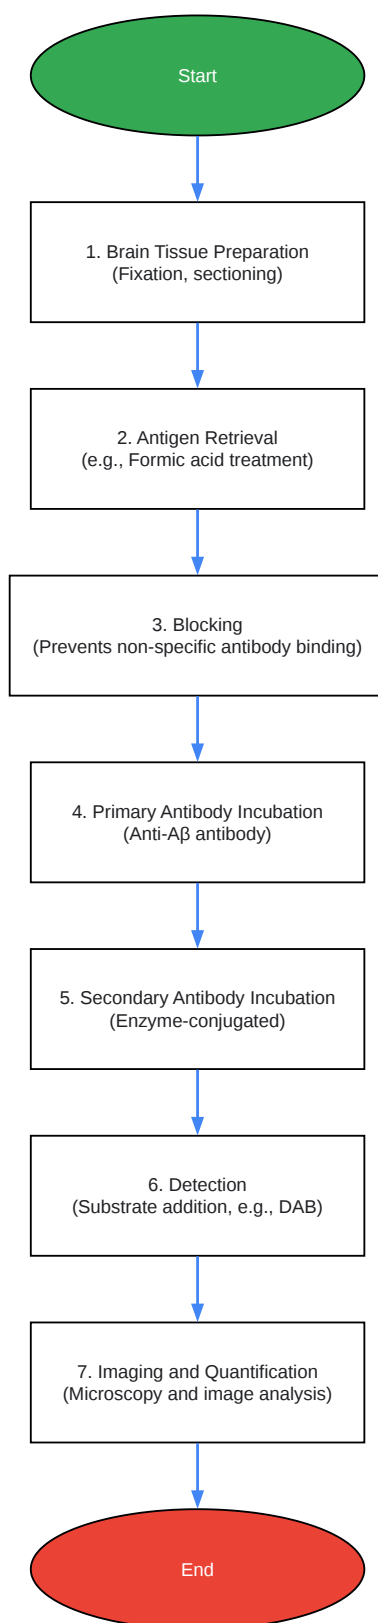 Start
1. Brain Tissue Preparation
(Fixation, sectioning)
2. Antigen Retrieval
(e.g., Formic acid treatment)
3. Blocking
(Prevents non-specific antibody binding)
4. Primary Antibody Incubation
(Anti-Aβ antibody)
5. Secondary Antibody Incubation
(Enzyme-conjugated)
6. Detection
(Substrate addition, e.g., DAB)
7. Imaging and Quantification
(Microscopy and image analysis)
End